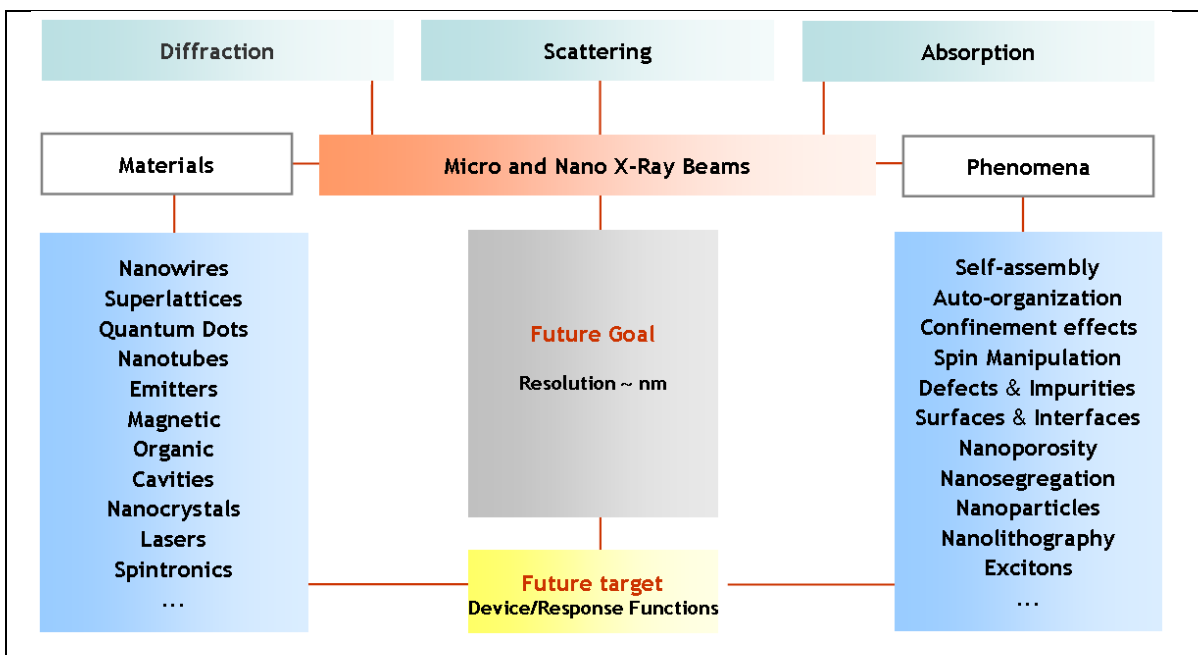 Diffraction
Scattering
Absorption
Materials
Micro and Nano X-Ray Beams
Phenomena
Nanowires
Superlattices
Quantum Dots
Nanotubes
Emitters
Magnetic
Organic
Cavities
Nanocrystals
Lasers
Spintronics
...
Future Goal
Resolution ~ nm
Future target
Device/Response Functions
Self-assembly
Auto-organization
Confinement effects
Spin Manipulation
Defects & Impurities
Surfaces & Interfaces
Nanoporosity
Nanosegregation
Nanoparticles
Nanolithography
Excitons
...